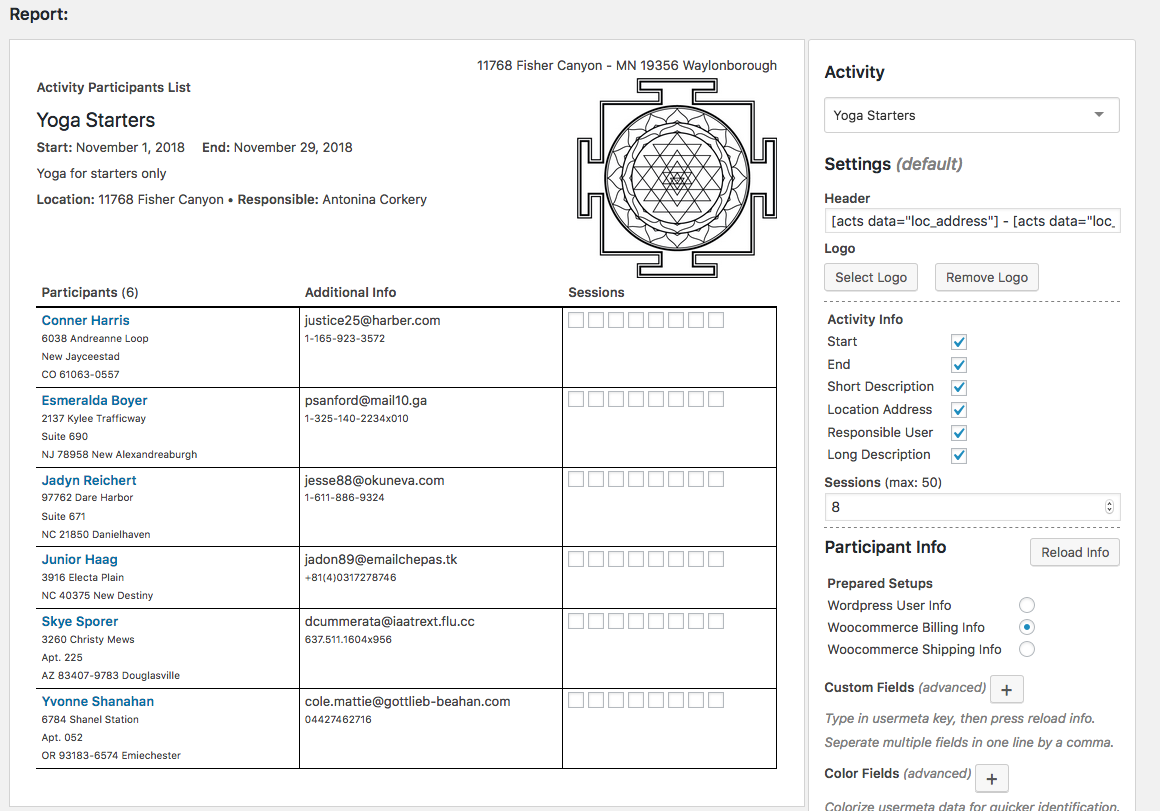 Report:
11768 Fisher Canyon - MN 19356 Waylonborough
Activity Participants List
Yoga Starters
Start: November 1, 2018 End: November 29, 2018
Yoga for starters only
Location: 11768 Fisher Canyon • Responsible: Antonina Corkery
Participants (6) Additional Info Sessions
Conner Harris justice25@harber.com
6038 Andreanne Loop 1-165-923-3572
New Jayceestad
CO 61063-0557
Esmeralda Boyer psanford@mail10.ga
2137 Kylee Trafficway 1-325-140-2234x010
Suite 690
NJ 78958 New Alexandreaburgh
Jadyn Reichert jesse88@okuneva.com
97762 Dare Harbor 1-611-886-9324
Suite 671
NC 21850 Danielhaven
Junior Haag jadon89@emailchepas.tk
3916 Electa Plain +81(4)0317278746
NC 40375 New Destiny
Skye Sporer dcummerata@iaatrext.flu.cc
3260 Christy Mews 637.511.1604x956
Apt. 225
AZ 83407-9783 Douglasville
Yvonne Shanahan cole.mattie@gottlieb-beahan.com
6784 Shanel Station 04427462716
Apt. 052
OR 93183-6574 Emiechester
Activity
Yoga Starters
Settings (default)
Header
[acts data="loc_address"] - [acts data="loc_
Logo
Select Logo Remove Logo
Activity Info
Start
End
Short Description
Location Address
Responsible User
Long Description
Sessions (max: 50)
8
Participant Info Reload Info
Prepared Setups
Wordpress User Info
Woocommerce Billing Info
Woocommerce Shipping Info
Custom Fields (advanced) +
Type in usermeta key, then press reload info.
Seperate multiple fields in one line by a comma.
Color Fields (advanced) +
Colorize usermeta data for quicker identification.